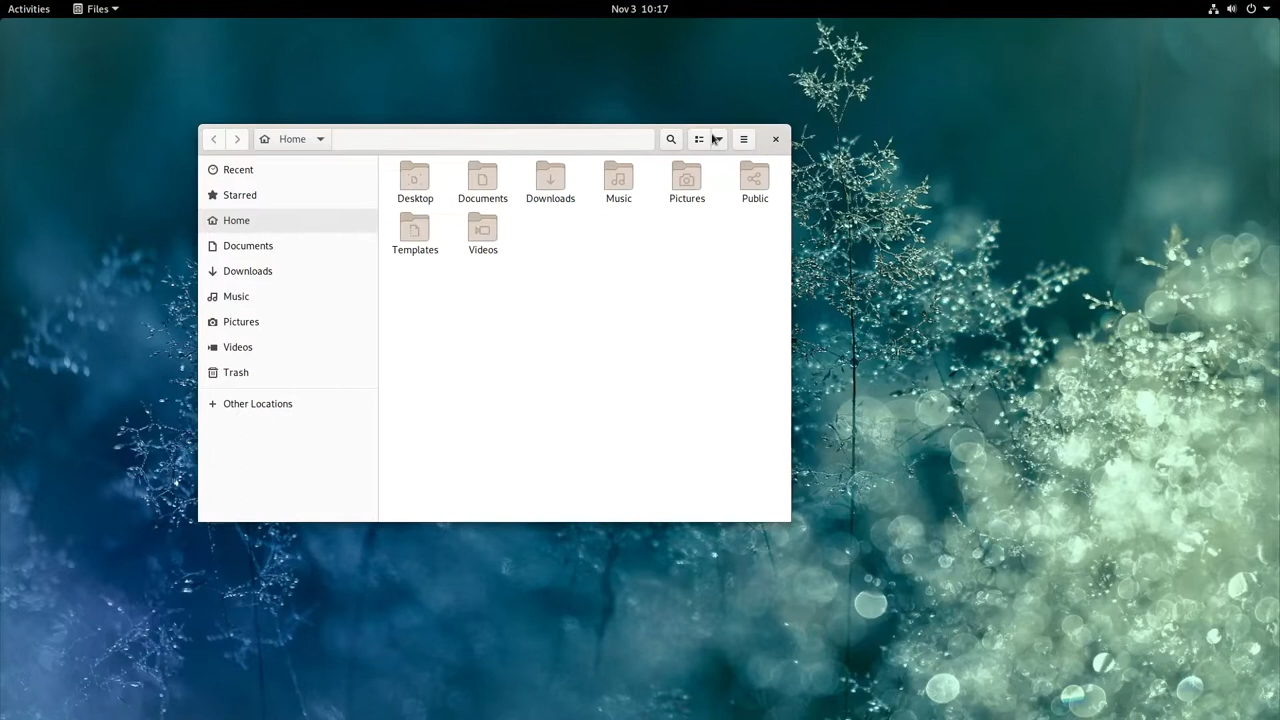 Activities Files Nov 3 10:17
Home
Recent
Starred
Home
Documents
Downloads
Music
Pictures
Videos
Trash
Other Locations
Desktop Documents Downloads Music Pictures Public
Templates Videos